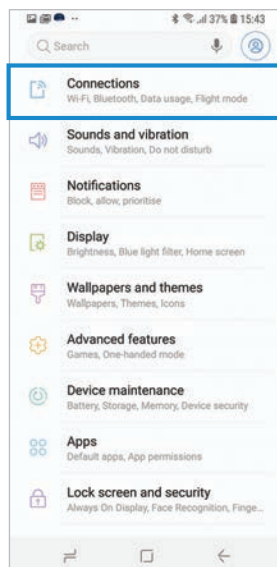 37% 15:43
Search
Connections
Wi-Fi, Bluetooth, Data usage, Flight mode
Sounds and vibration
Sounds, Vibration, Do not disturb
Notifications
Block, allow, prioritise
Display
Brightness, Blue light filter, Home screen
Wallpapers and themes
Wallpapers, Themes, Icons
Advanced features
Games, One-handed mode
Device maintenance
Battery, Storage, Memory, Device security
Apps
Default apps, App permissions
Lock screen and security
Always On Display, Face Recognition, Finge...